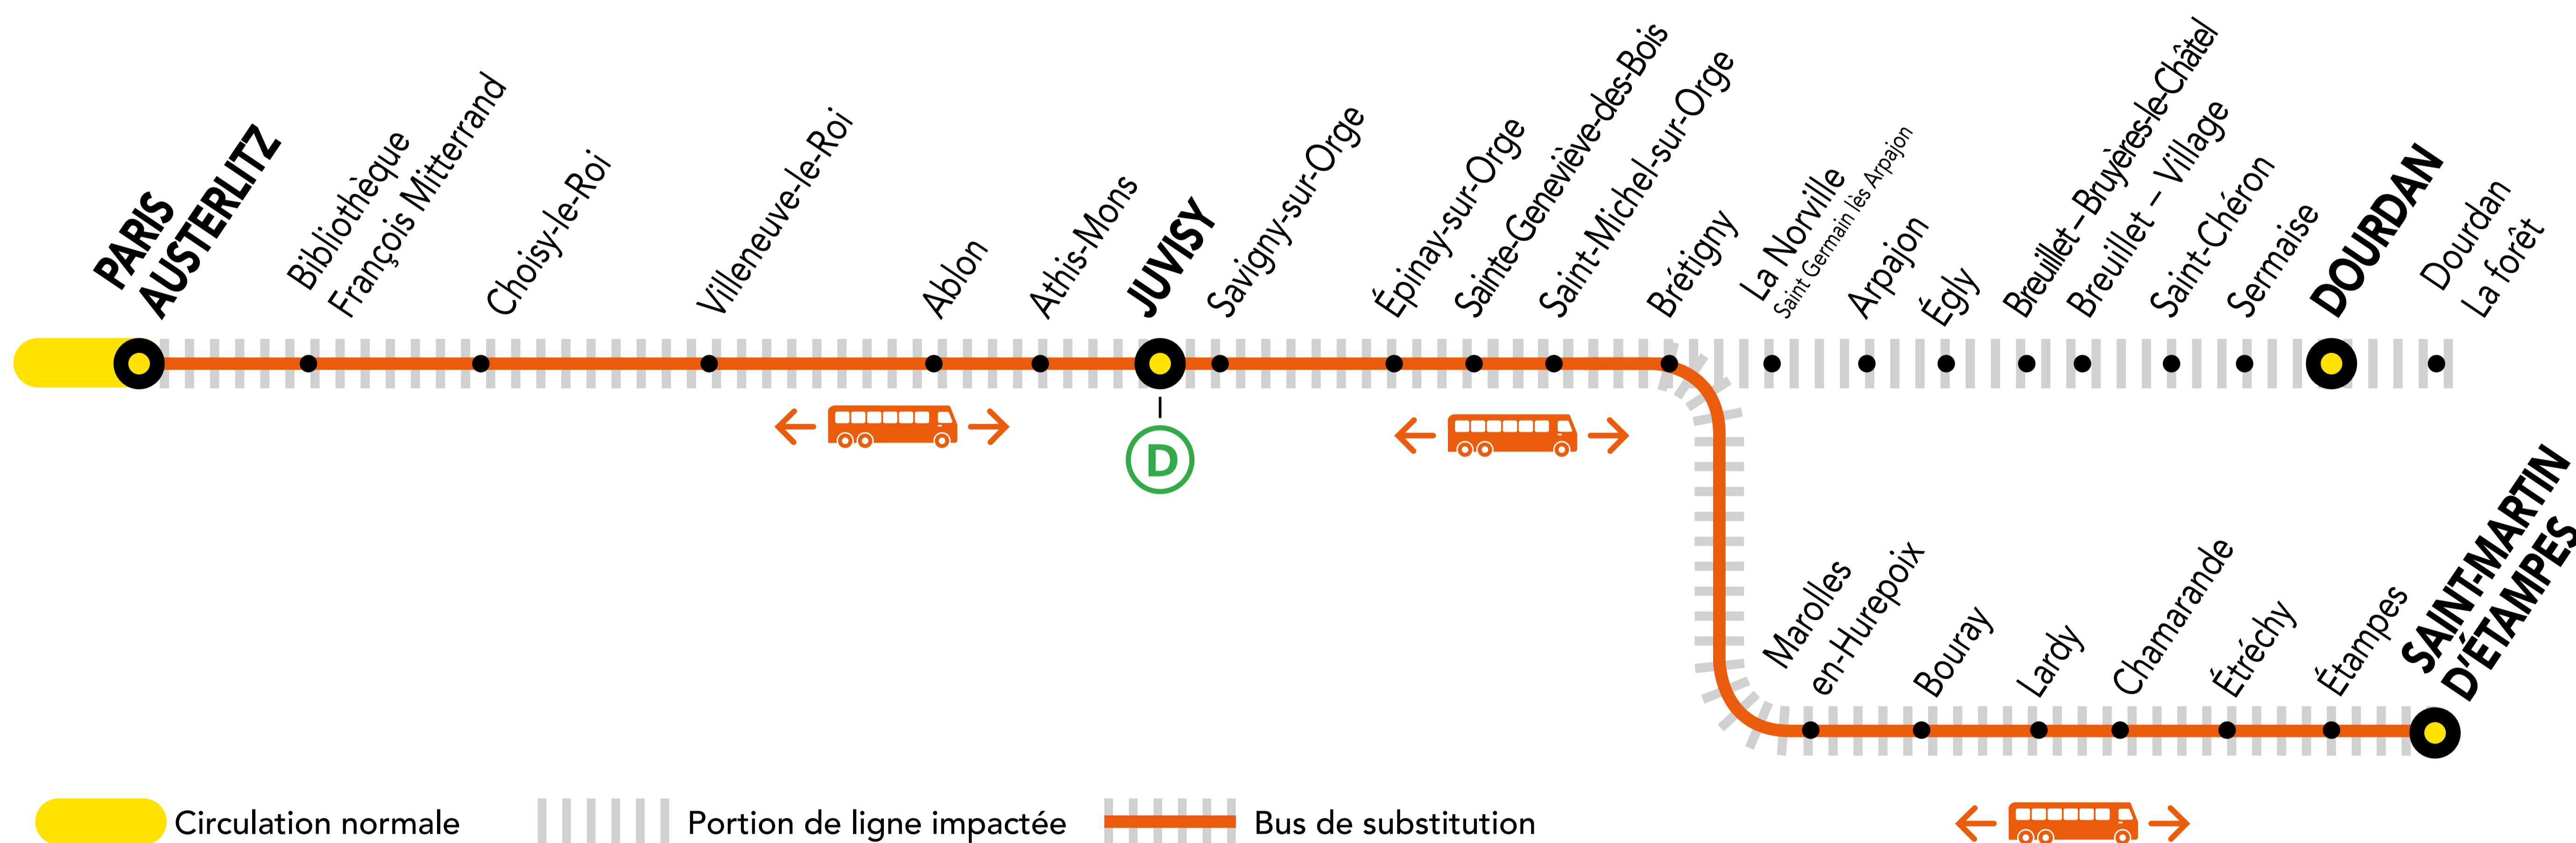 PARIS
AUSTERLITZ
Bibliothèque
François Mitterrand
Choisy-le-Roi
Villeneuve-le-Roi
Ablon
Athis-Mons
JUVISY
Savigny-sur-Orge
Épinay-sur-Orge
Sainte-Geneviève-des-Bois
Saint-Michel-sur-Orge
Brétigny
La Norville
Saint Germain lès Arpajon
Arpajon
Égly
Breuillet – Bruyères-le-Châtel
Breuillet – Village
Saint-Chéron
Sermaise
DOURDAN
Dourdan
La forêt
D
Marolles
en-Hurepoix
Bouray
Lardy
Chamarande
Étréchy
Étampes
SAINT-MARTIN
D'ÉTAMPES
Circulation normale
Portion de ligne impactée
Bus de substitution